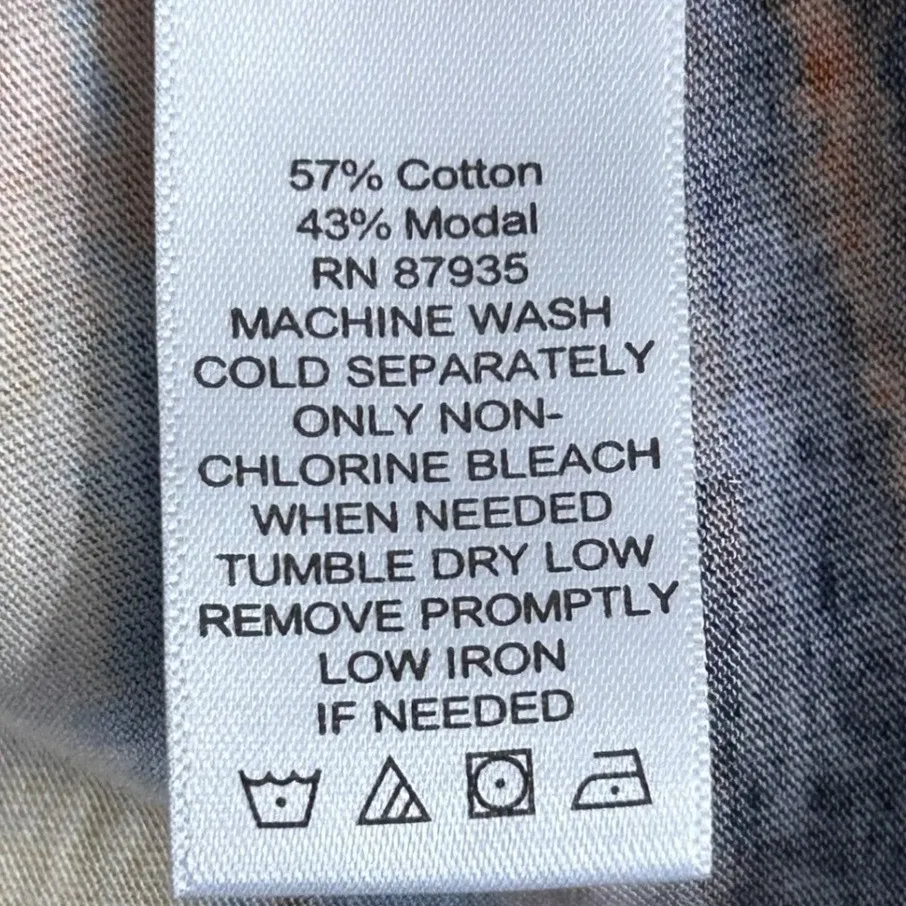 57% Cotton
43% Modal
RN 87935
MACHINE WASH
COLD SEPARATELY
ONLY NON-
CHLORINE BLEACH
WHEN NEEDED
TUMBLE DRY LOW
REMOVE PROMPTLY
LOW IRON
IF NEEDED